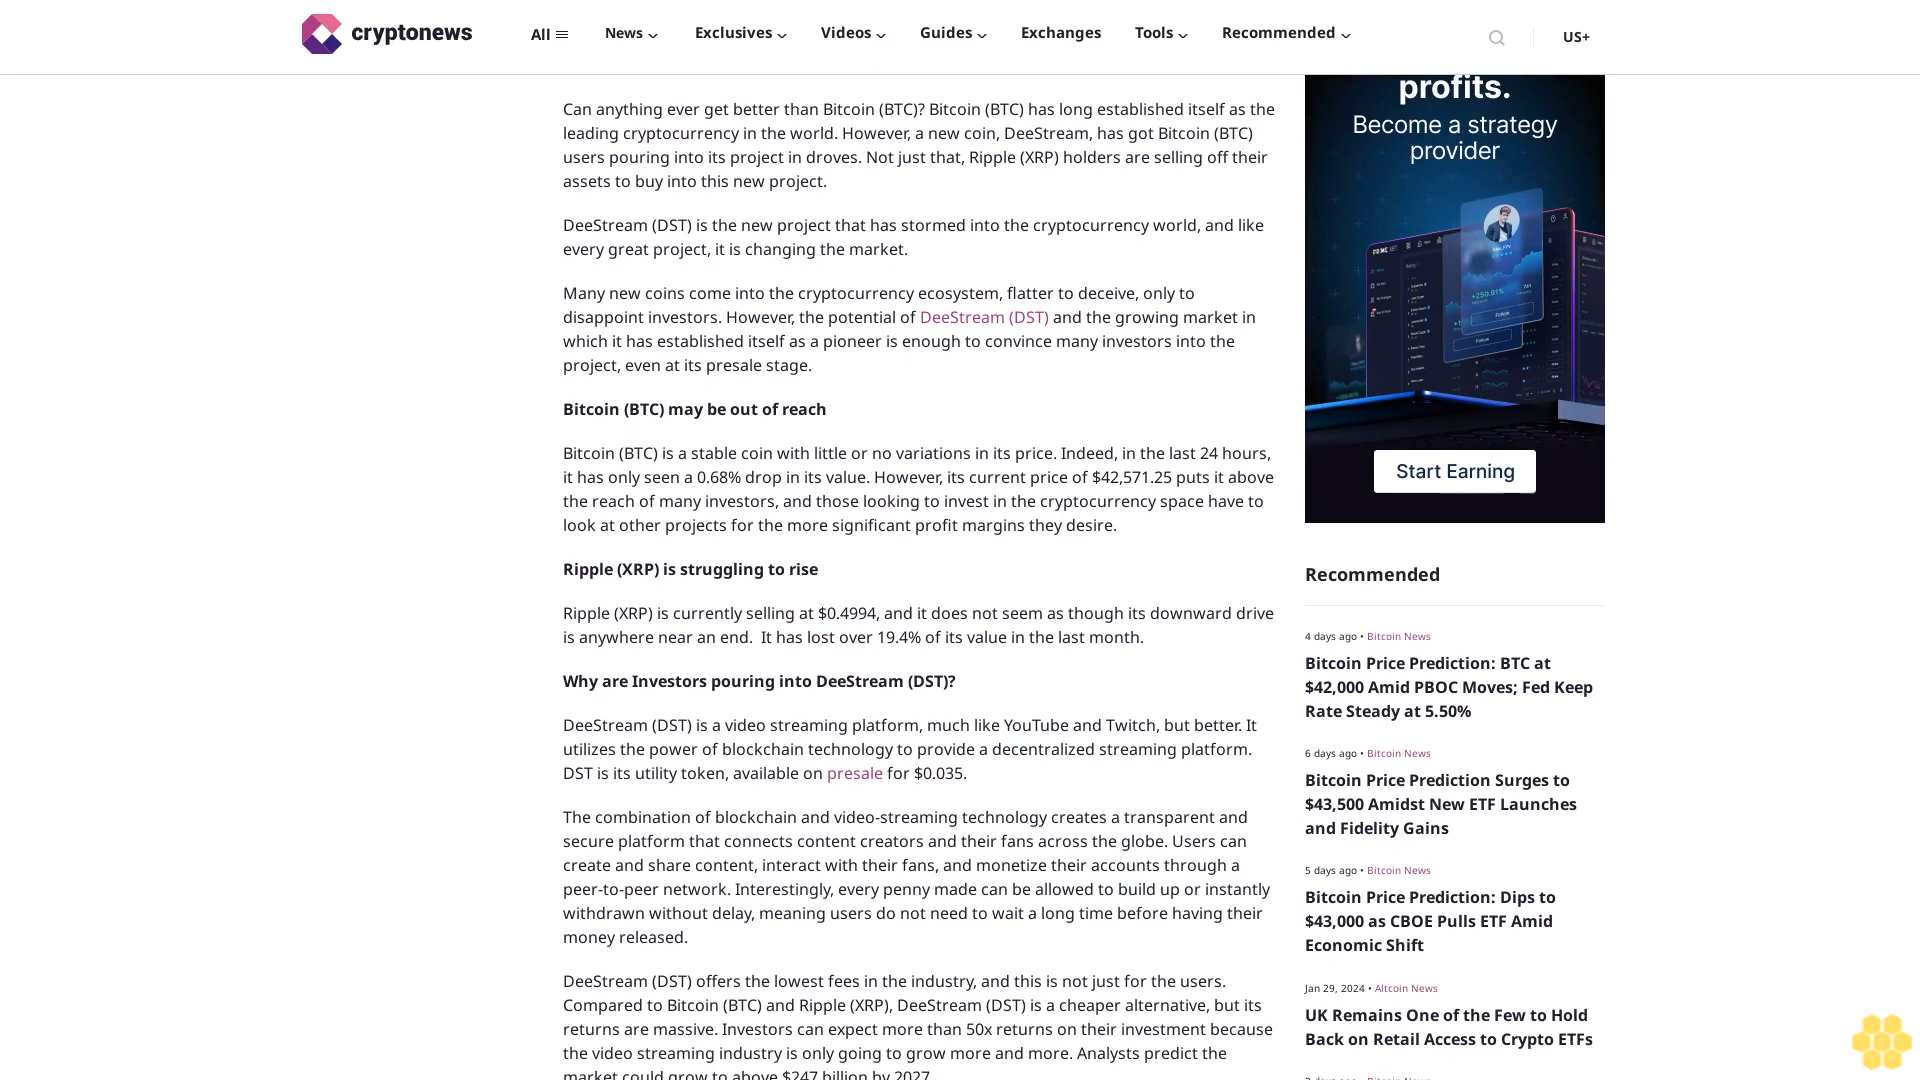 cryptonews
All
News
Exclusives
Videos
Guides
Exchanges
Tools
Recommended
US+
Can anything ever get better than Bitcoin (BTC)? Bitcoin (BTC) has long established itself as the
leading cryptocurrency in the world. However, a new coin, DeeStream, has got Bitcoin (BTC)
users pouring into its project in droves. Not just that, Ripple (XRP) holders are selling off their
assets to buy into this new project.
DeeStream (DST) is the new project that has stormed into the cryptocurrency world, and like
every great project, it is changing the market.
Many new coins come into the cryptocurrency ecosystem, flatter to deceive, only to
disappoint investors. However, the potential of DeeStream (DST) and the growing market in
which it has established itself as a pioneer is enough to convince many investors into the
project, even at its presale stage.
Bitcoin (BTC) may be out of reach
Bitcoin (BTC) is a stable coin with little or no variations in its price. Indeed, in the last 24 hours,
it has only seen a 0.68% drop in its value. However, its current price of $42,571.25 puts it above
the reach of many investors, and those looking to invest in the cryptocurrency space have to
look at other projects for the more significant profit margins they desire.
Ripple (XRP) is struggling to rise
Ripple (XRP) is currently selling at $0.4994, and it does not seem as though its downward drive
is anywhere near an end.  It has lost over 19.4% of its value in the last month.
Why are Investors pouring into DeeStream (DST)?
DeeStream (DST) is a video streaming platform, much like YouTube and Twitch, but better. It
utilizes the power of blockchain technology to provide a decentralized streaming platform.
DST is its utility token, available on presale for $0.035.
The combination of blockchain and video-streaming technology creates a transparent and
secure platform that connects content creators and their fans across the globe. Users can
create and share content, interact with their fans, and monetize their accounts through a
peer-to-peer network. Interestingly, every penny made can be allowed to build up or instantly
withdrawn without delay, meaning users do not need to wait a long time before having their
money released.
DeeStream (DST) offers the lowest fees in the industry, and this is not just for the users.
Compared to Bitcoin (BTC) and Ripple (XRP), DeeStream (DST) is a cheaper alternative, but its
returns are massive. Investors can expect more than 50x returns on their investment because
the video streaming industry is only going to grow more and more. Analysts predict the
market could grow to above $247 billion by 2027.
profits.
Become a strategy
provider
PRIME XBT
+250.91%
Follow
Follow
Start Earning
Recommended
4 days ago • Bitcoin News
Bitcoin Price Prediction: BTC at
$42,000 Amid PBOC Moves; Fed Keep
Rate Steady at 5.50%
6 days ago • Bitcoin News
Bitcoin Price Prediction Surges to
$43,500 Amidst New ETF Launches
and Fidelity Gains
5 days ago • Bitcoin News
Bitcoin Price Prediction: Dips to
$43,000 as CBOE Pulls ETF Amid
Economic Shift
Jan 29, 2024 • Altcoin News
UK Remains One of the Few to Hold
Back on Retail Access to Crypto ETFs